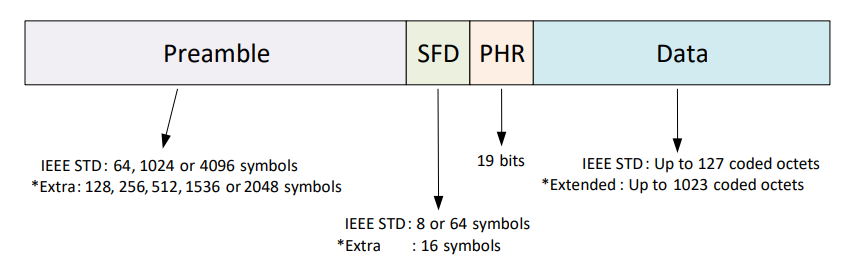 Preamble SFD PHR Data
IEEE STD : 64, 1024 or 4096 symbols
*Extra : 128, 256, 512, 1536 or 2048 symbols
IEEE STD : 8 or 64 symbols
*Extra : 16 symbols
19 bits
IEEE STD : Up to 127 coded octets
*Extended : Up to 1023 coded octets